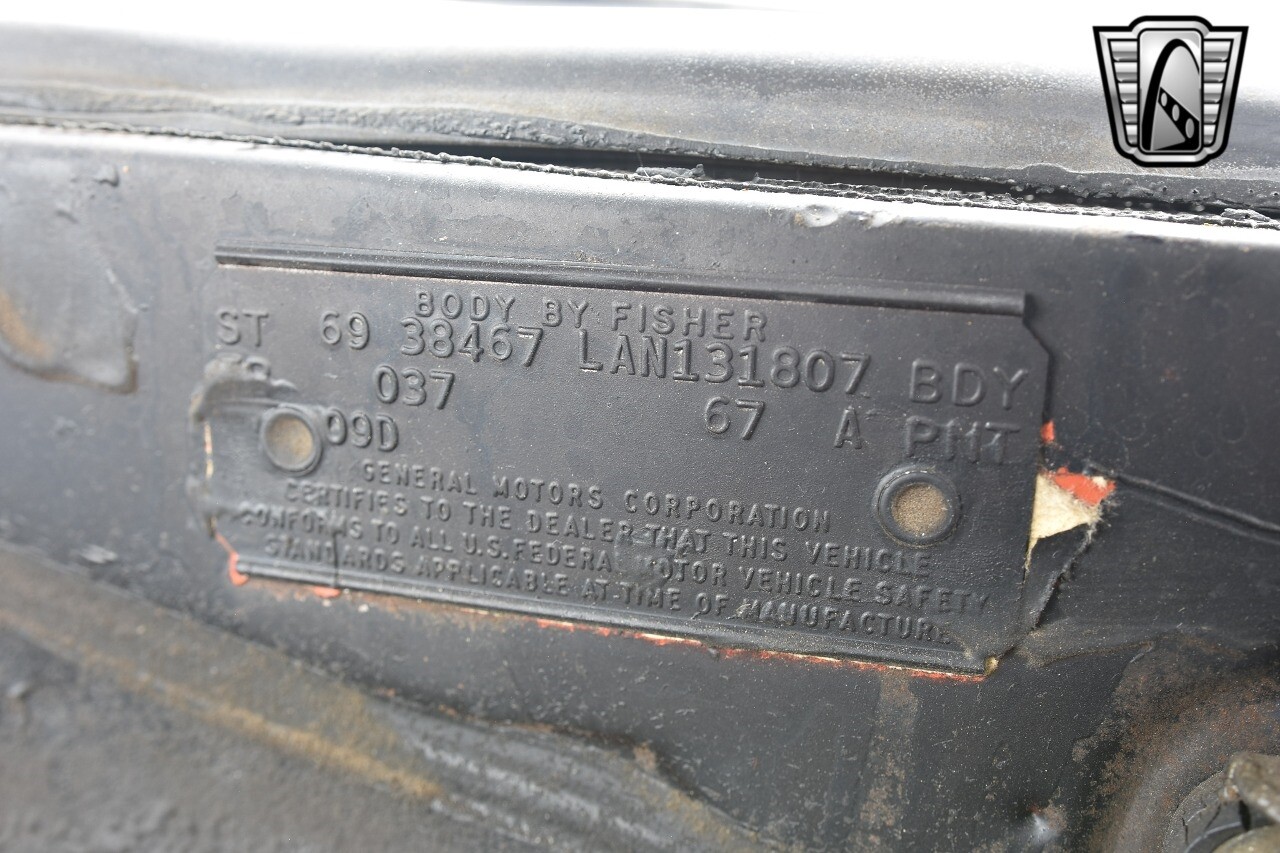 BODY BY FISHER
ST 69 38467 LAN131807 BDY
037 67 A PNT
09D
GENERAL MOTORS CORPORATION
CERTIFIES TO THE DEALER THAT THIS VEHICLE
CONFORMS TO ALL U.S. FEDERAL MOTOR VEHICLE SAFETY
STANDARDS APPLICABLE AT TIME OF MANUFACTURE